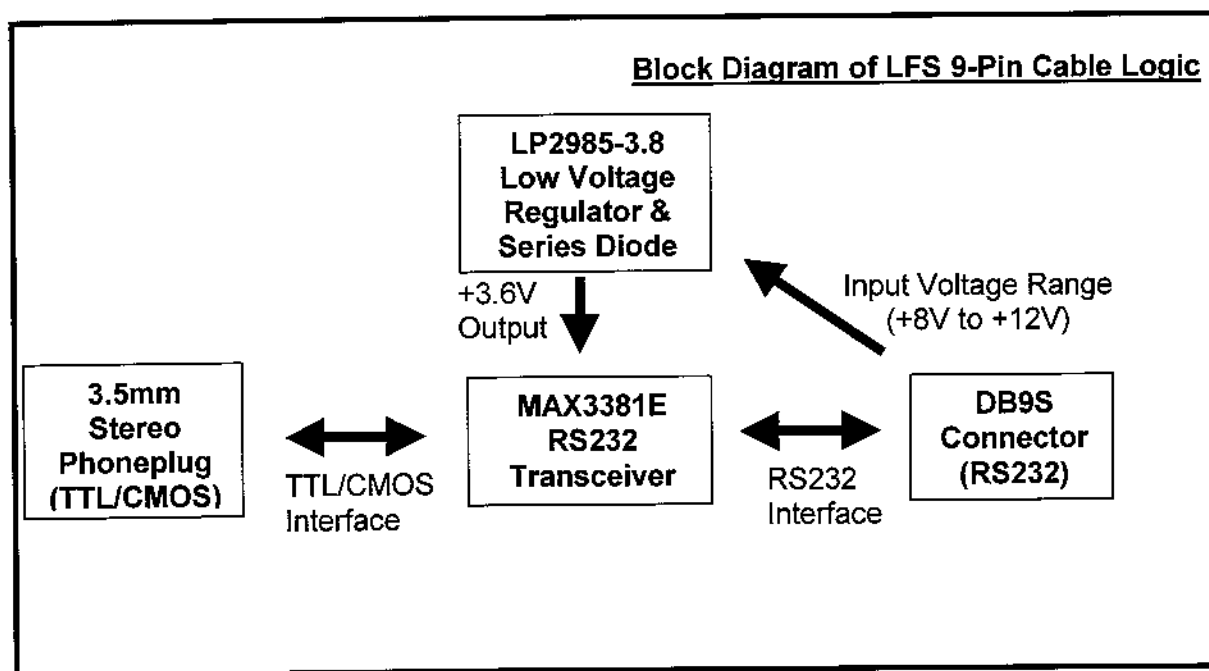 Block Diagram of LFS 9-Pin Cable Logic
LP2985-3.8
Low Voltage
Regulator &
Series Diode
+3.6V
Output
Input Voltage Range
(+8V to +12V)
3.5mm
Stereo
Phoneplug
(TTL/CMOS)
TTL/CMOS
Interface
MAX3381E
RS232
Transceiver
RS232
Interface
DB9S
Connector
(RS232)